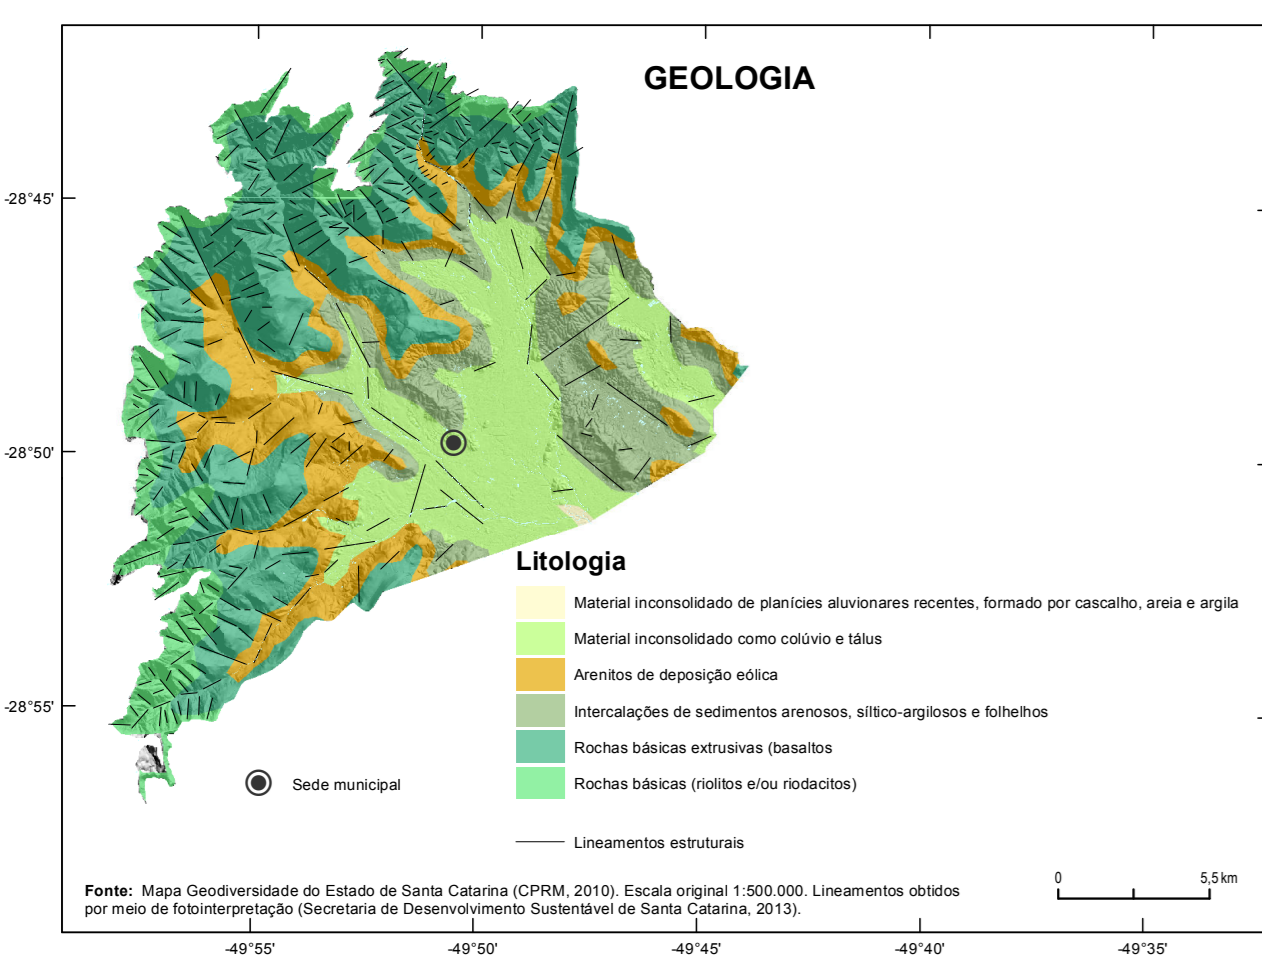 GEOLOGIA
-28°45'
-28°50'
-28°55'
Litologia
Material inconsolidado de planícies aluvionares recentes, formado por cascalho, areia e argila
Material inconsolidado como colúvio e tálus
Arenitos de deposição eólica
Intercalações de sedimentos arenosos, síltico-argilosos e folhelhos
Rochas básicas extrusivas (basaltos
Rochas básicas (riolitos e/ou riodacitos)
Sede municipal
Lineamentos estruturais
Fonte: Mapa Geodiversidade do Estado de Santa Catarina (CPRM, 2010). Escala original 1:500.000. Lineamentos obtidos
por meio de fotointerpretação (Secretaria de Desenvolvimento Sustentável de Santa Catarina, 2013).
0 5,5 km
-49°55' -49°50' -49°45' -49°40' -49°35'